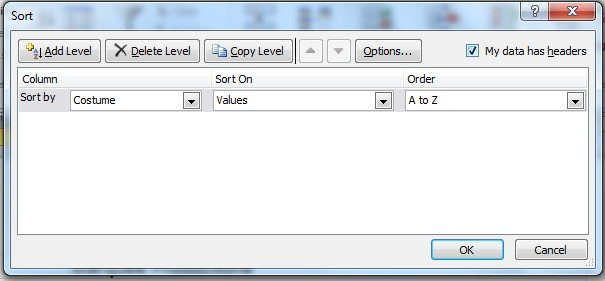 Sort
Add Level Delete Level Copy Level Options... My data has headers
Column Sort On Order
Sort by Costume Values A to Z
OK Cancel